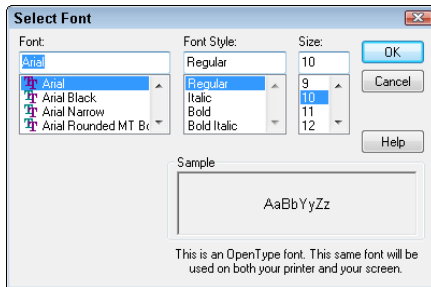 Select Font
Font: Font Style: Size:
Arial Regular 10 OK
Arial Regular 9 Cancel
Arial Black Italic 10
Arial Narrow Bold 11
Arial Rounded MT Bold Italic 12
Help
Sample
AaBbYyZz
This is an OpenType font. This same font will be
used on both your printer and your screen.